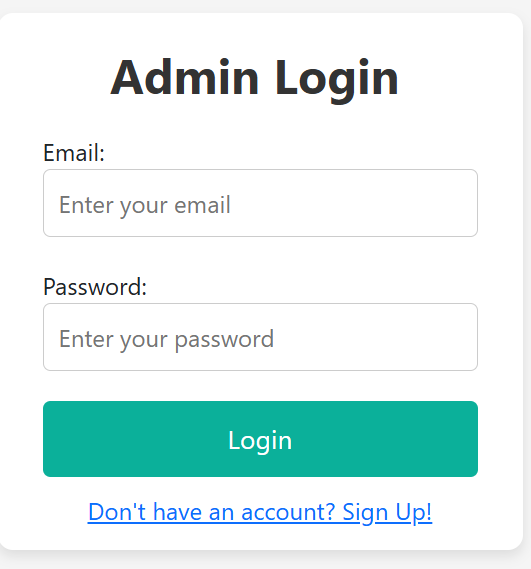 Admin Login
Email:
Enter your email
Password:
Enter your password
Login
Don't have an account? Sign Up!